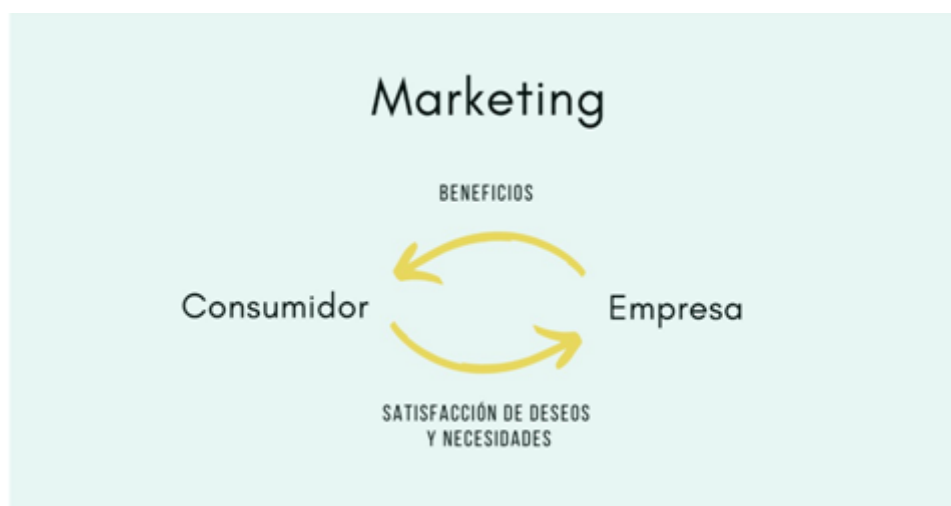 Marketing
BENEFICIOS
Consumidor
Empresa
SATISFACCIÓN DE DESEOS
Y NECESIDADES